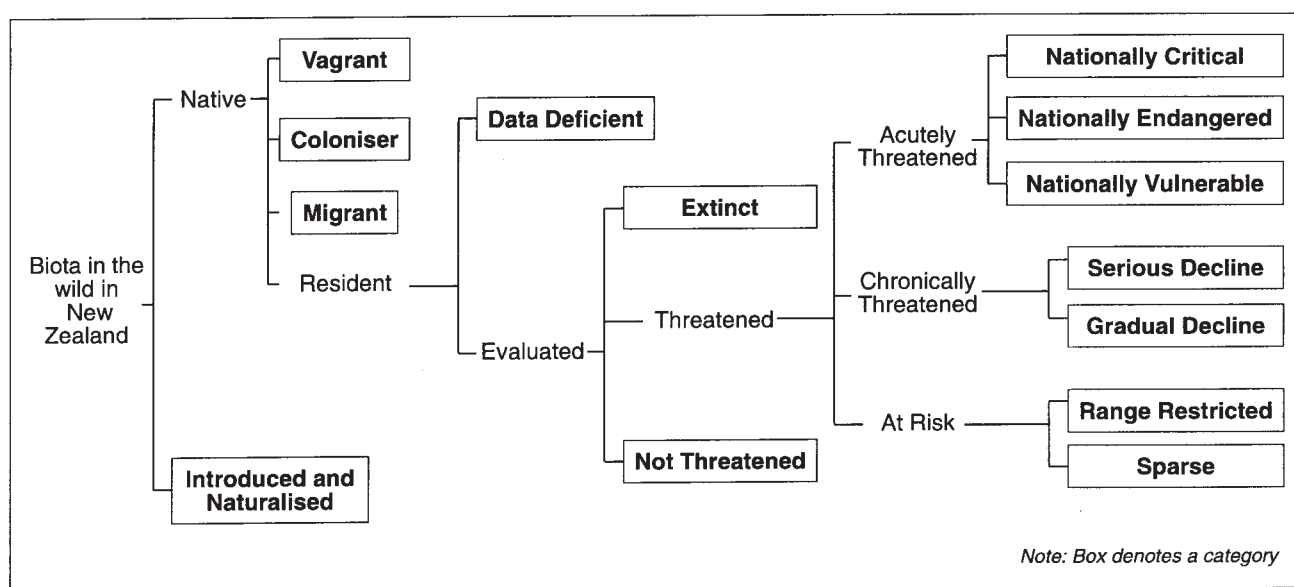 Vagrant
Native
Coloniser
Migrant
Resident
Biota in the
wild in
New
Zealand
Introduced and
Naturalised
Data Deficient
Evaluated
Extinct
Threatened
Not Threatened
Acutely
Threatened
Nationally Critical
Nationally Endangered
Nationally Vulnerable
Chronically
Threatened
Serious Decline
Gradual Decline
At Risk
Range Restricted
Sparse
Note: Box denotes a category